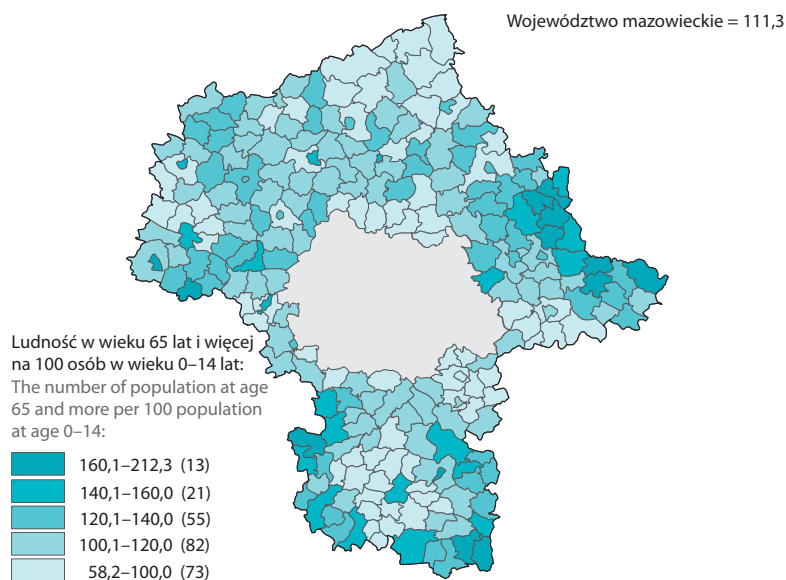 Województwo mazowieckie = 111,3
Ludność w wieku 65 lat i więcej
na 100 osób w wieku 0–14 lat:
The number of population at age
65 and more per 100 population
at age 0–14:
160,1–212,3 (13)
140,1–160,0 (21)
120,1–140,0 (55)
100,1–120,0 (82)
58,2–100,0 (73)